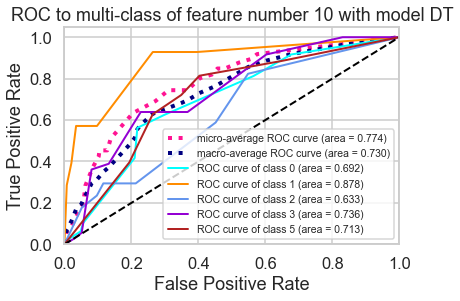 ROC to multi-class of feature number 10 with model DT
True Positive Rate
1.0
0.8
0.6
0.4
0.2
0.0
micro-average ROC curve (area = 0.774)
macro-average ROC curve (area = 0.730)
ROC curve of class 0 (area = 0.692)
ROC curve of class 1 (area = 0.878)
ROC curve of class 2 (area = 0.633)
ROC curve of class 3 (area = 0.736)
ROC curve of class 5 (area = 0.713)
0.0 0.2 0.4 0.6 0.8 1.0
False Positive Rate